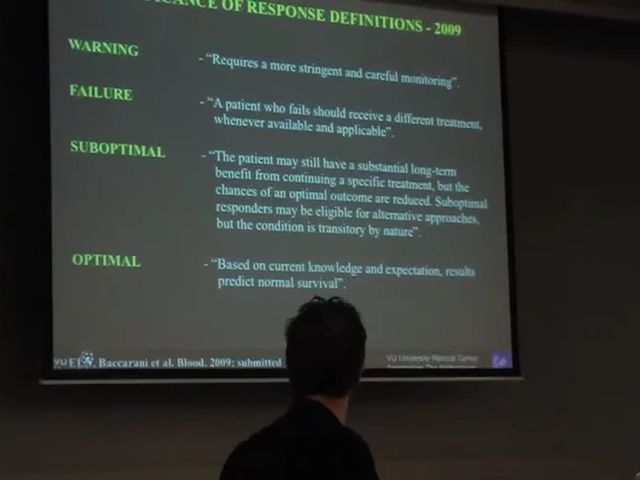 OF RESPONSE DEFINITIONS - 2009
WARNING
- "Requires a more stringent and careful monitoring".
FAILURE
- "A patient who fails should receive a different treatment,
whenever available and applicable".
SUBOPTIMAL
- "The patient may still have a substantial long-term
benefit from continuing a specific treatment, but the
chances of an optimal outcome are reduced. Suboptimal
responders may be eligible for alternative approaches,
but the condition is transitory by nature".
OPTIMAL
- "Based on current knowledge and expectation, results
predict normal survival".
Baccarani et al. Blood. 2009; submitted
VU University Medical Center